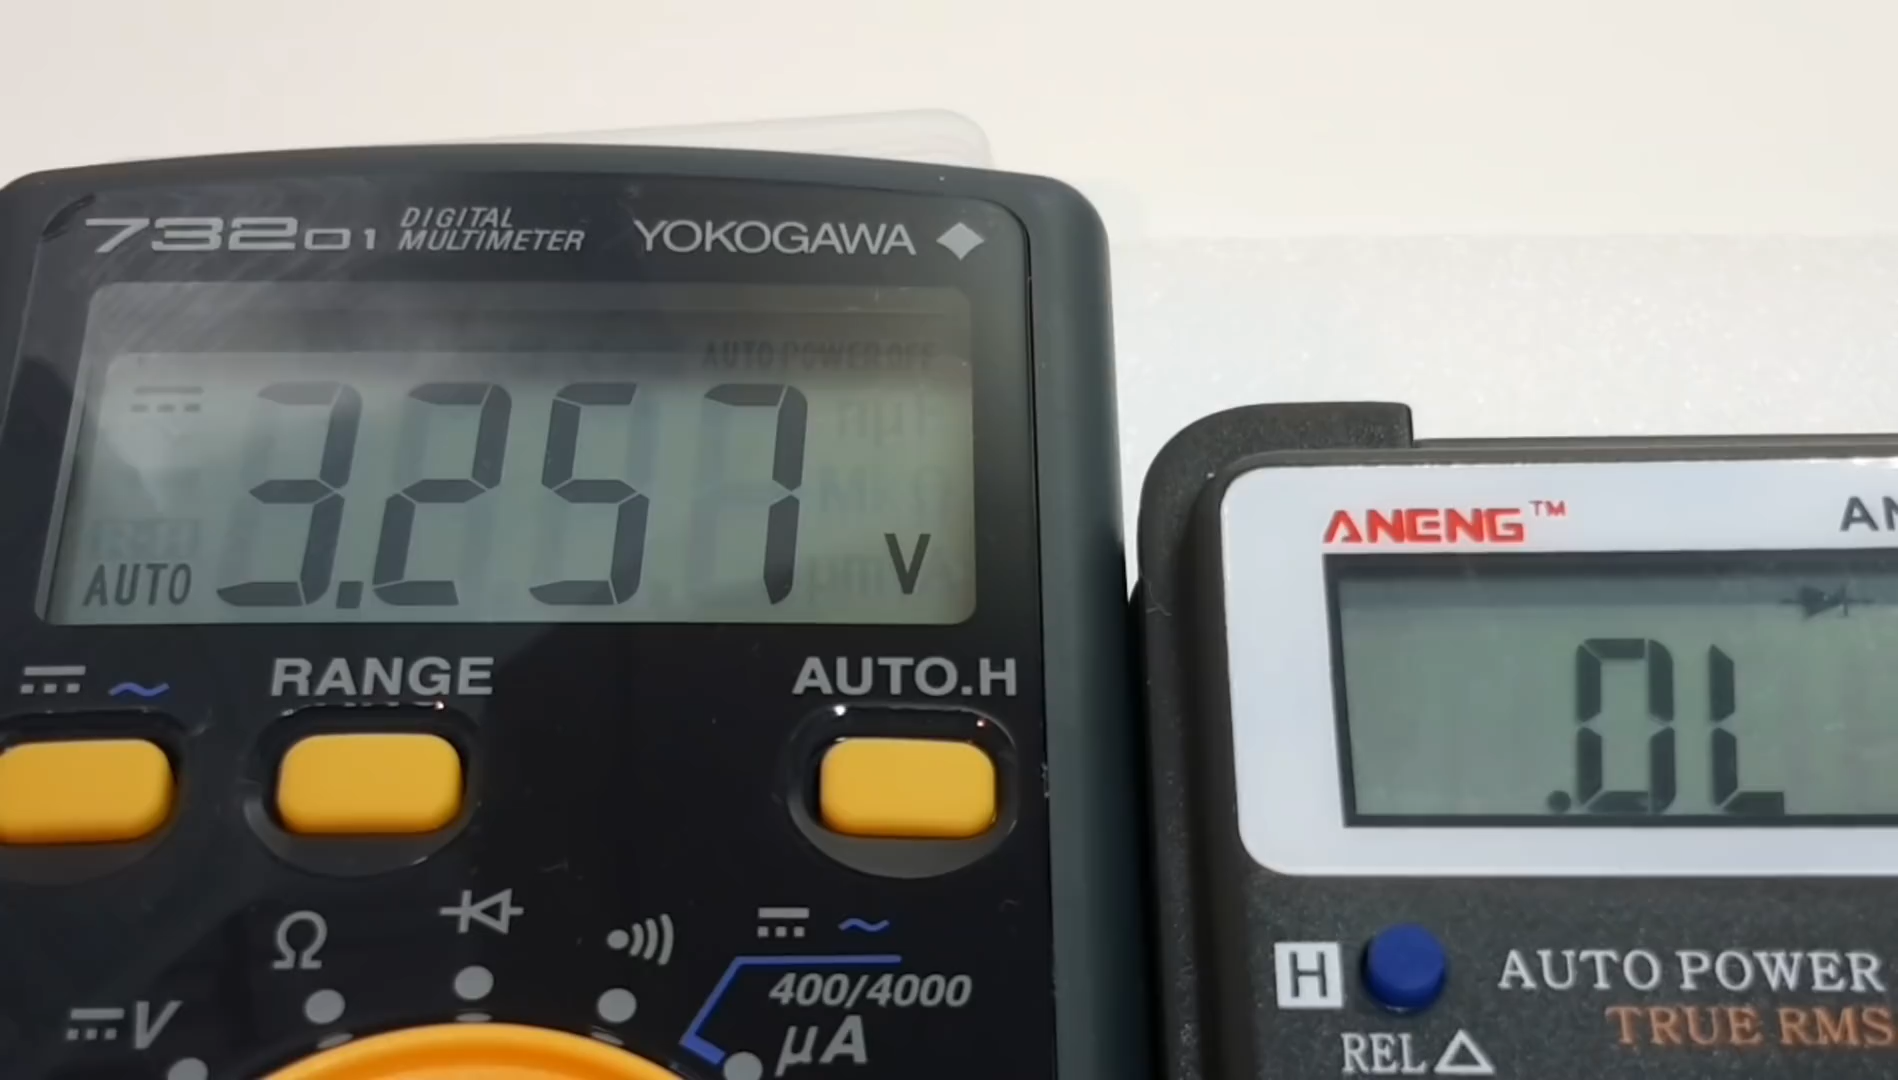 73201 DIGITAL MULTIMETER YOKOGAWA
AUTO POWER OFF
3.257 V
AUTO
RANGE
AUTO.H
Ω
V
400/4000
µA
ANENG™ AN
.0L
H
AUTO POWER
TRUE RMS
REL △